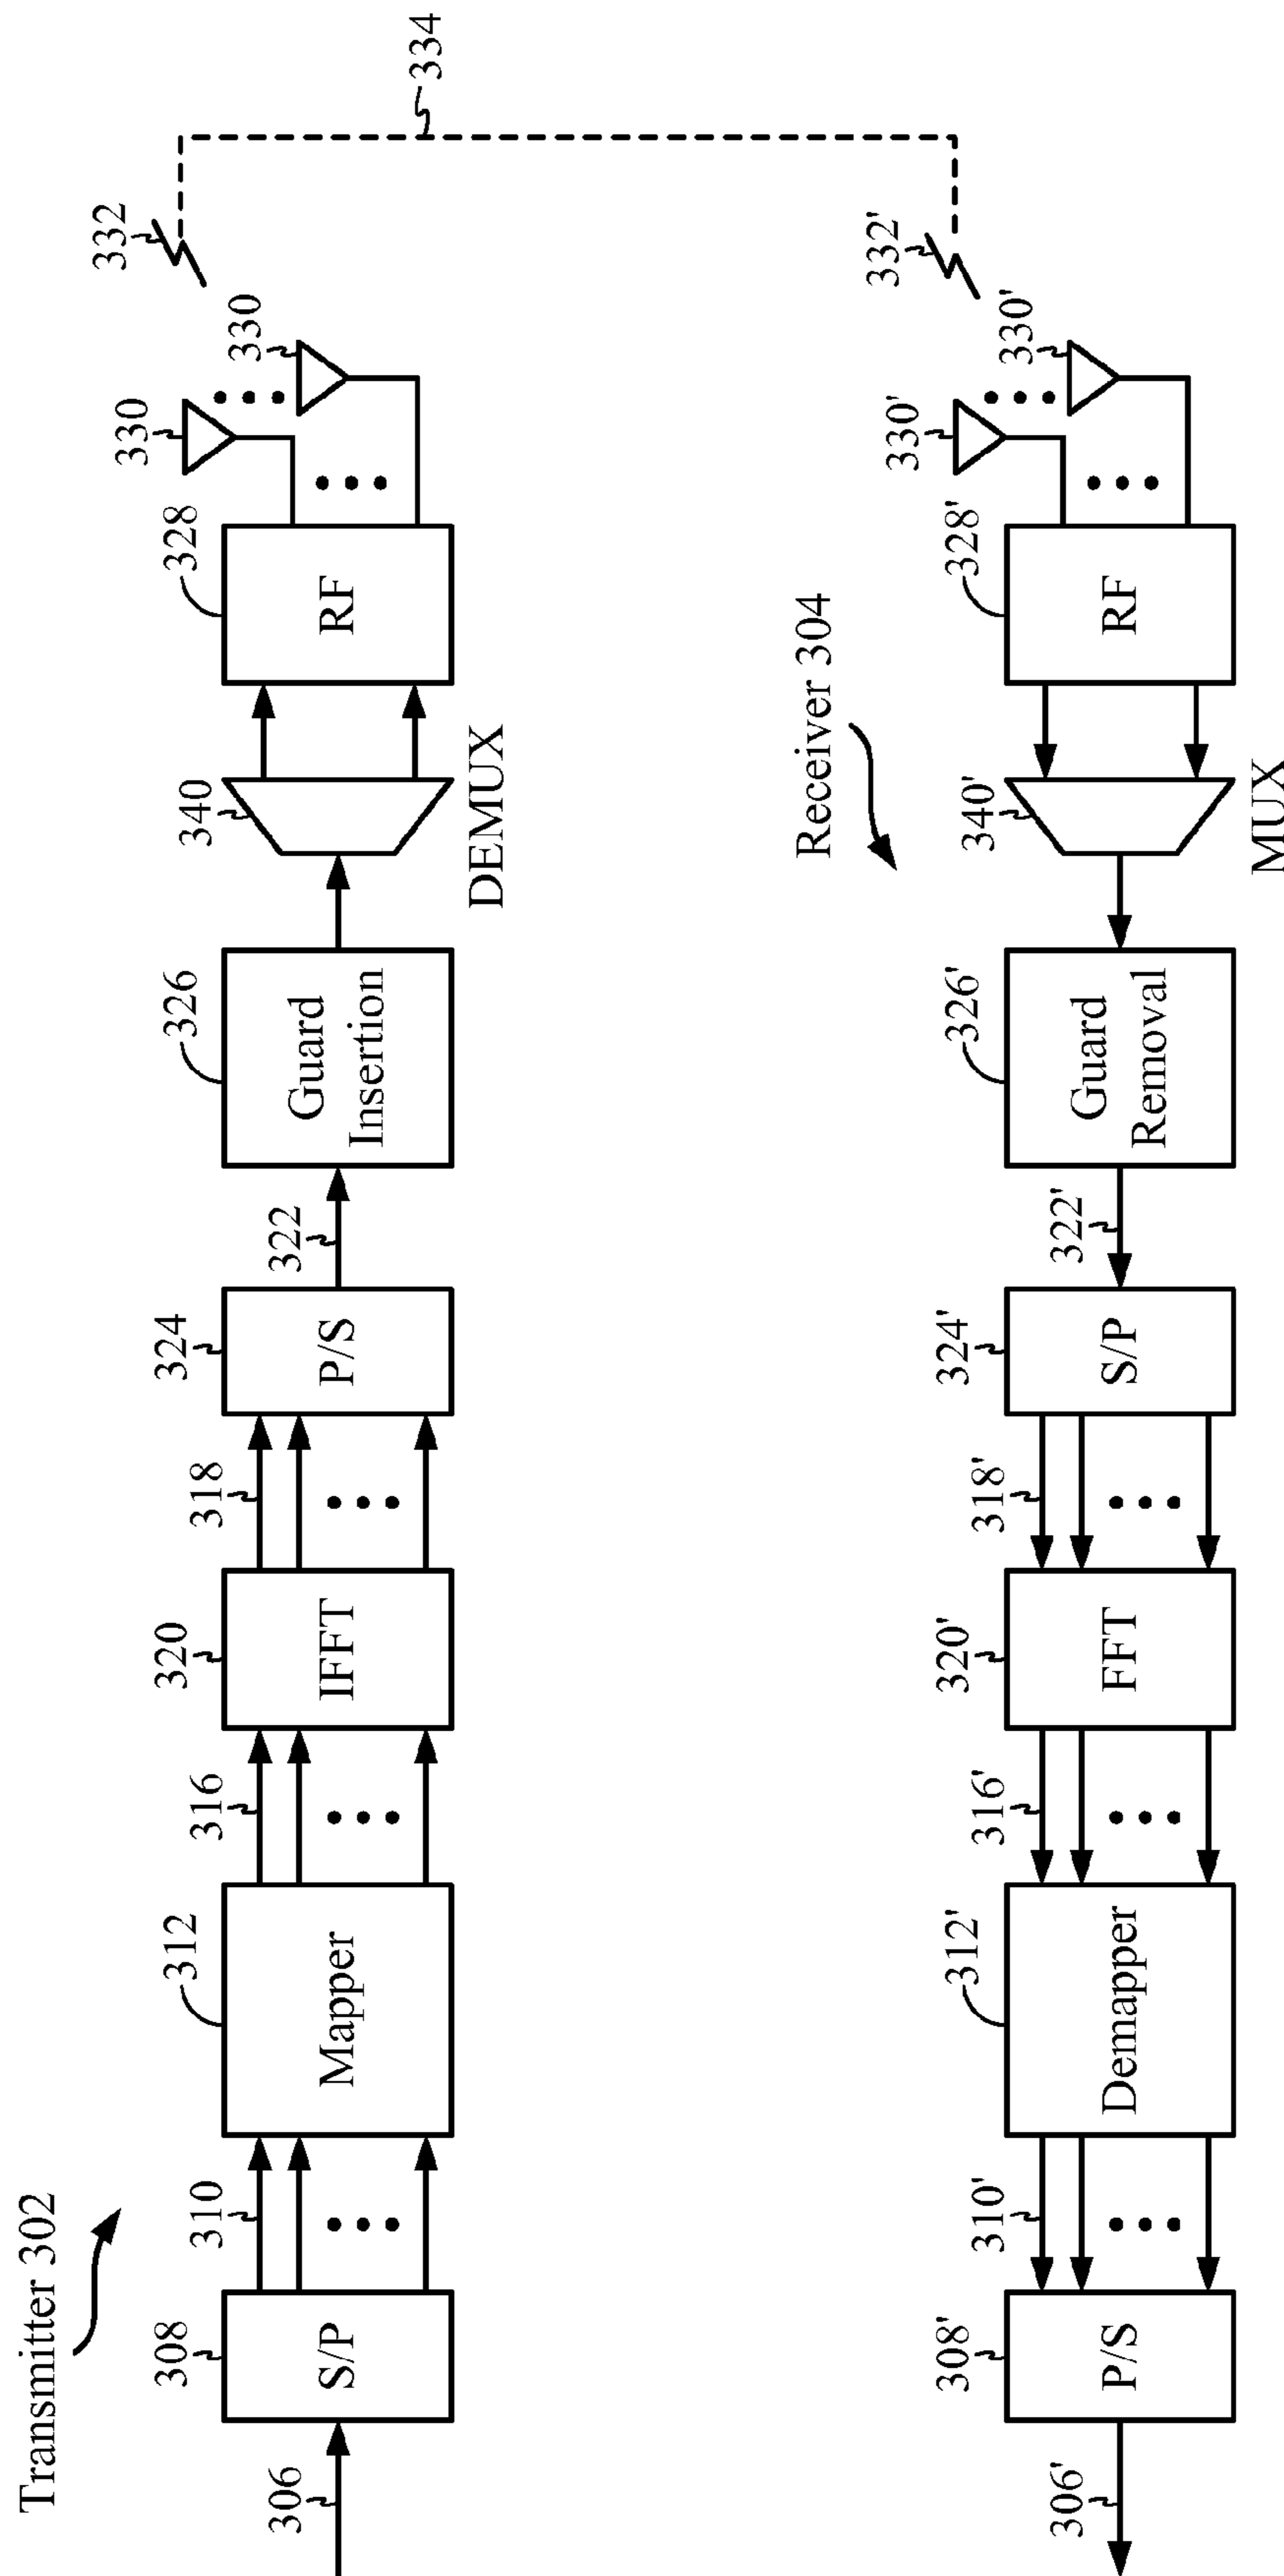 Transmitter 302
306
308
S/P
310
312
Mapper
316
320
IFFT
318
324
P/S
322
326
Guard
Insertion
340
DEMUX
328
RF
330
330
332
334
Receiver 304
332'
330'
330'
328'
RF
340'
MUX
326'
Guard
Removal
322'
324'
S/P
318'
320'
FFT
316'
312'
Demapper
310'
308'
P/S
306'